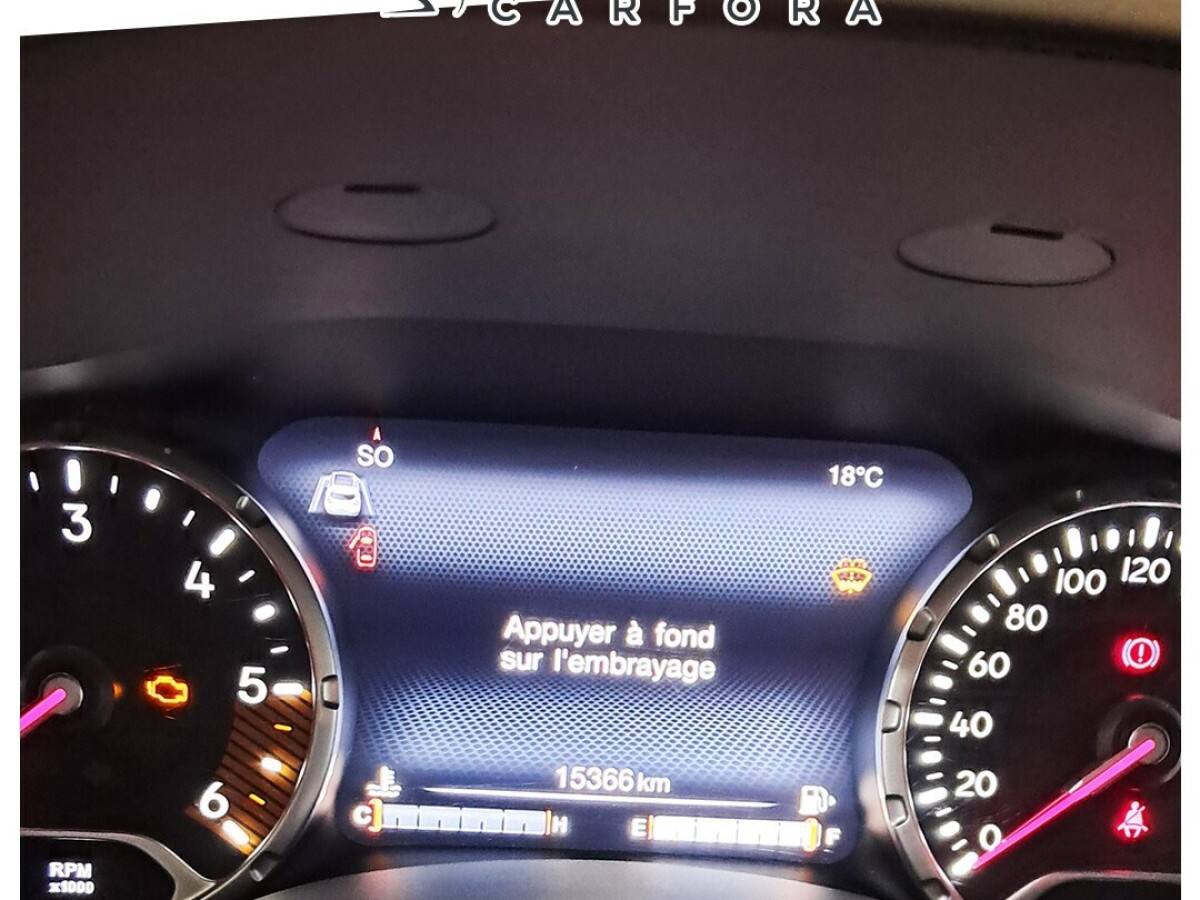 CARFORA
SO
18°C
3
4
5
6
RPM
x1000
Appuyer à fond
sur l'embrayage
15366 km
C H
E F
0
20
40
60
80
100
120